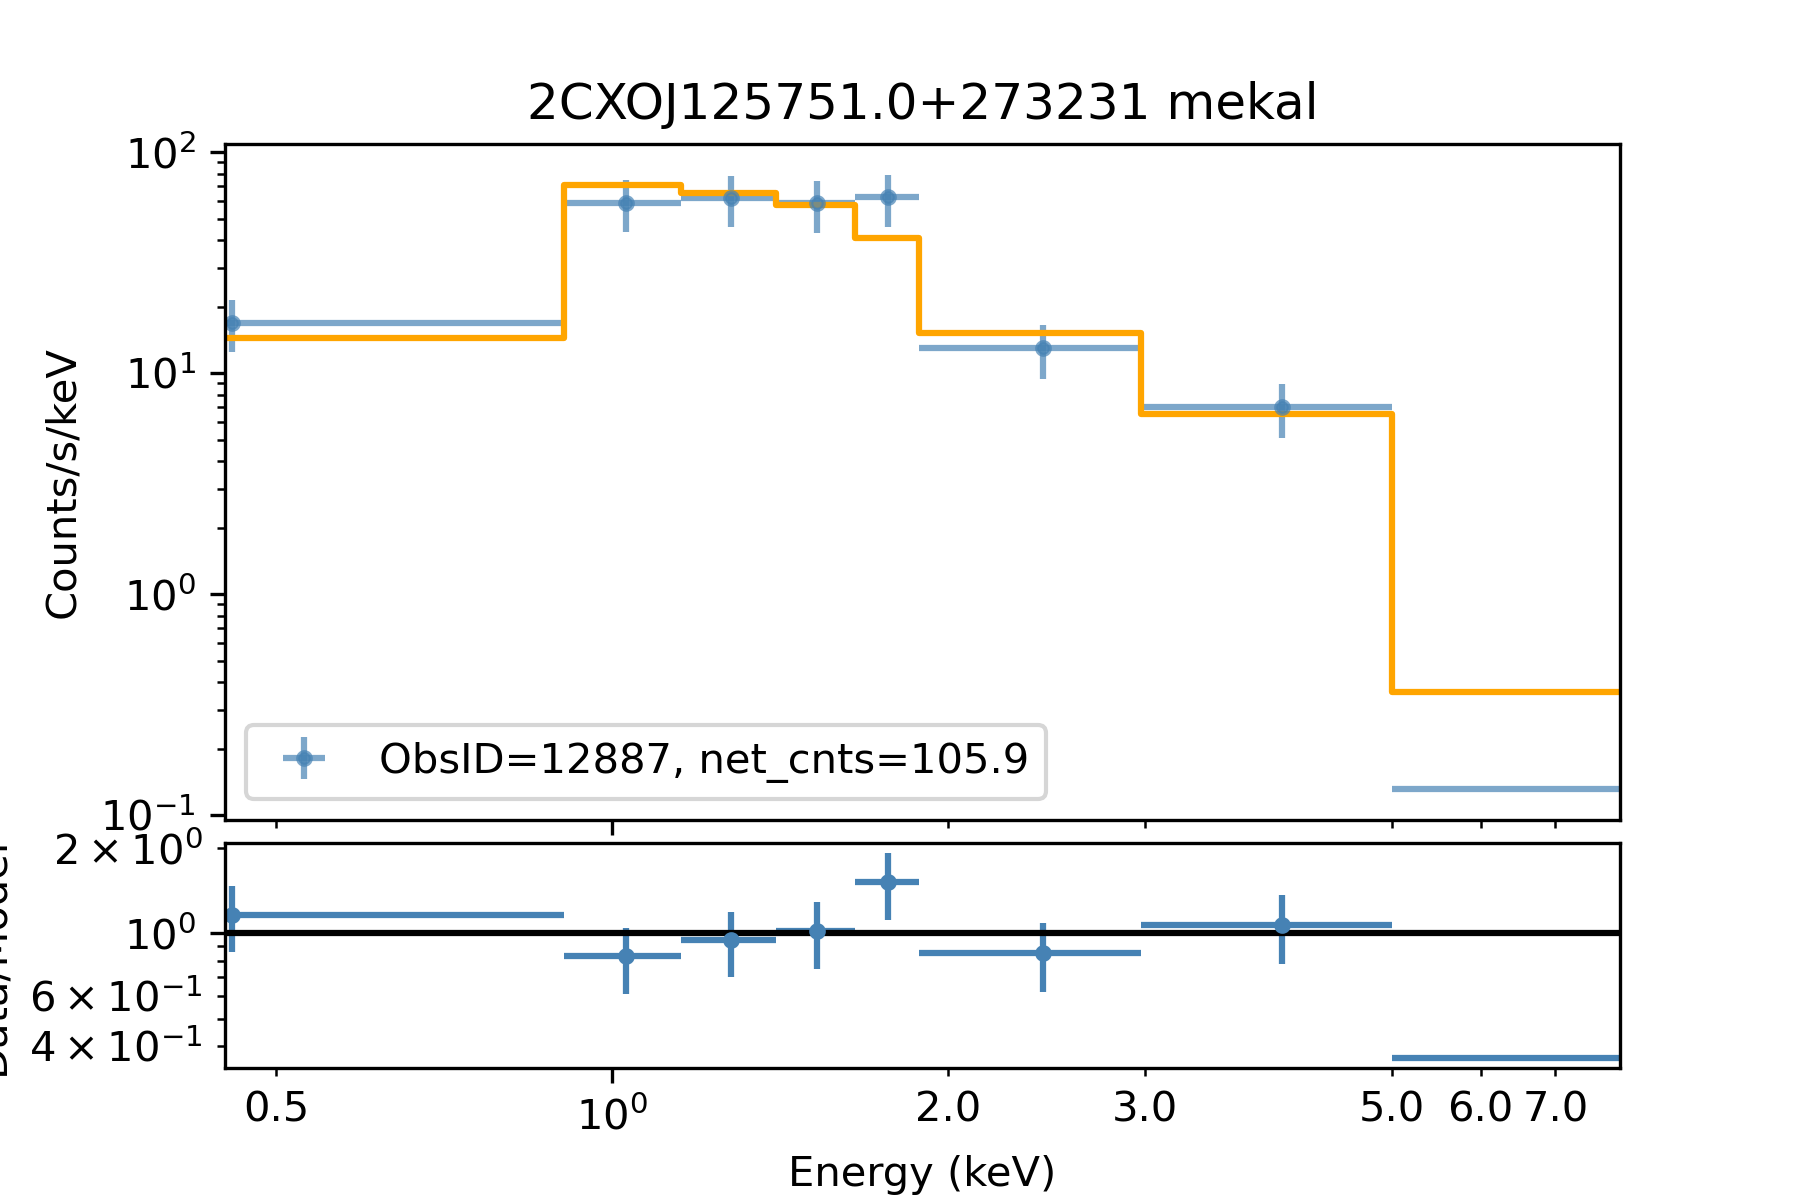 2CXOJ125751.0+273231 mekal
10²
10¹
10⁰
10⁻¹
Counts/s/keV
ObsID=12887, net_cnts=105.9
2×10⁰
10⁰
6×10⁻¹
4×10⁻¹
Data/Model
0.5 10⁰ 2.0 3.0 5.0 6.0 7.0
Energy (keV)